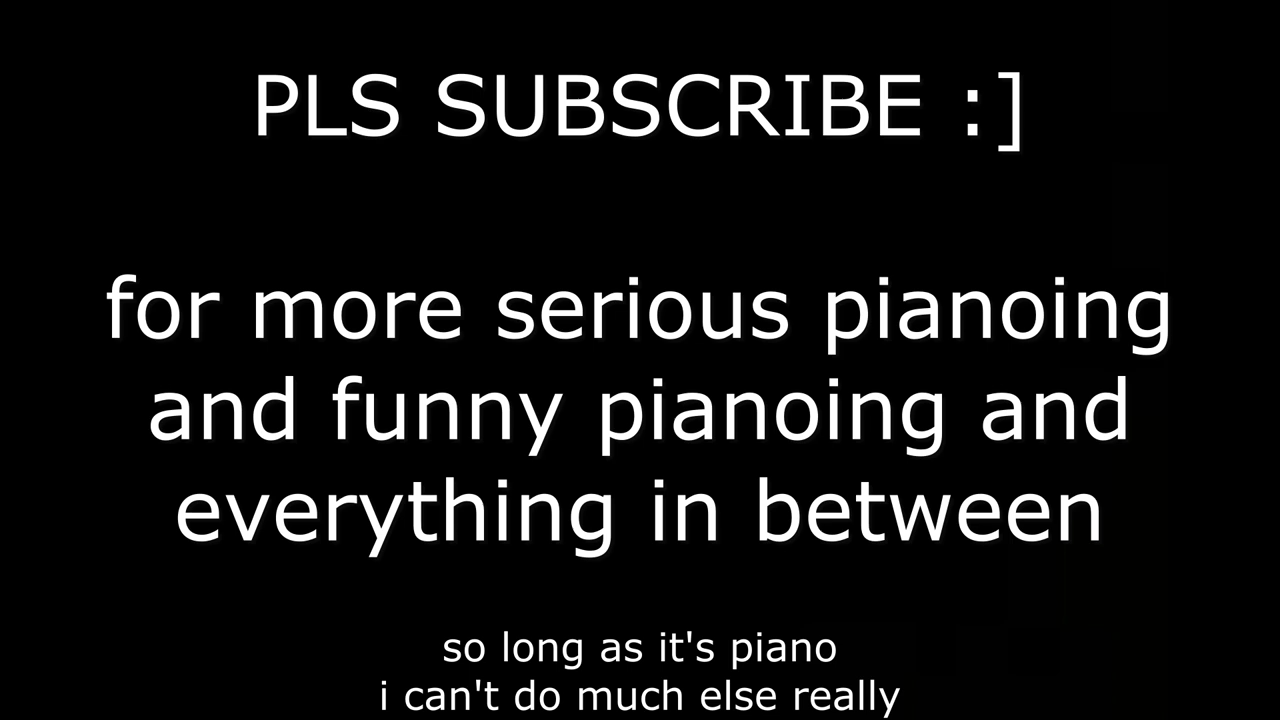 PLS SUBSCRIBE :]
for more serious pianoing
and funny pianoing and
everything in between
so long as it's piano
i can't do much else really